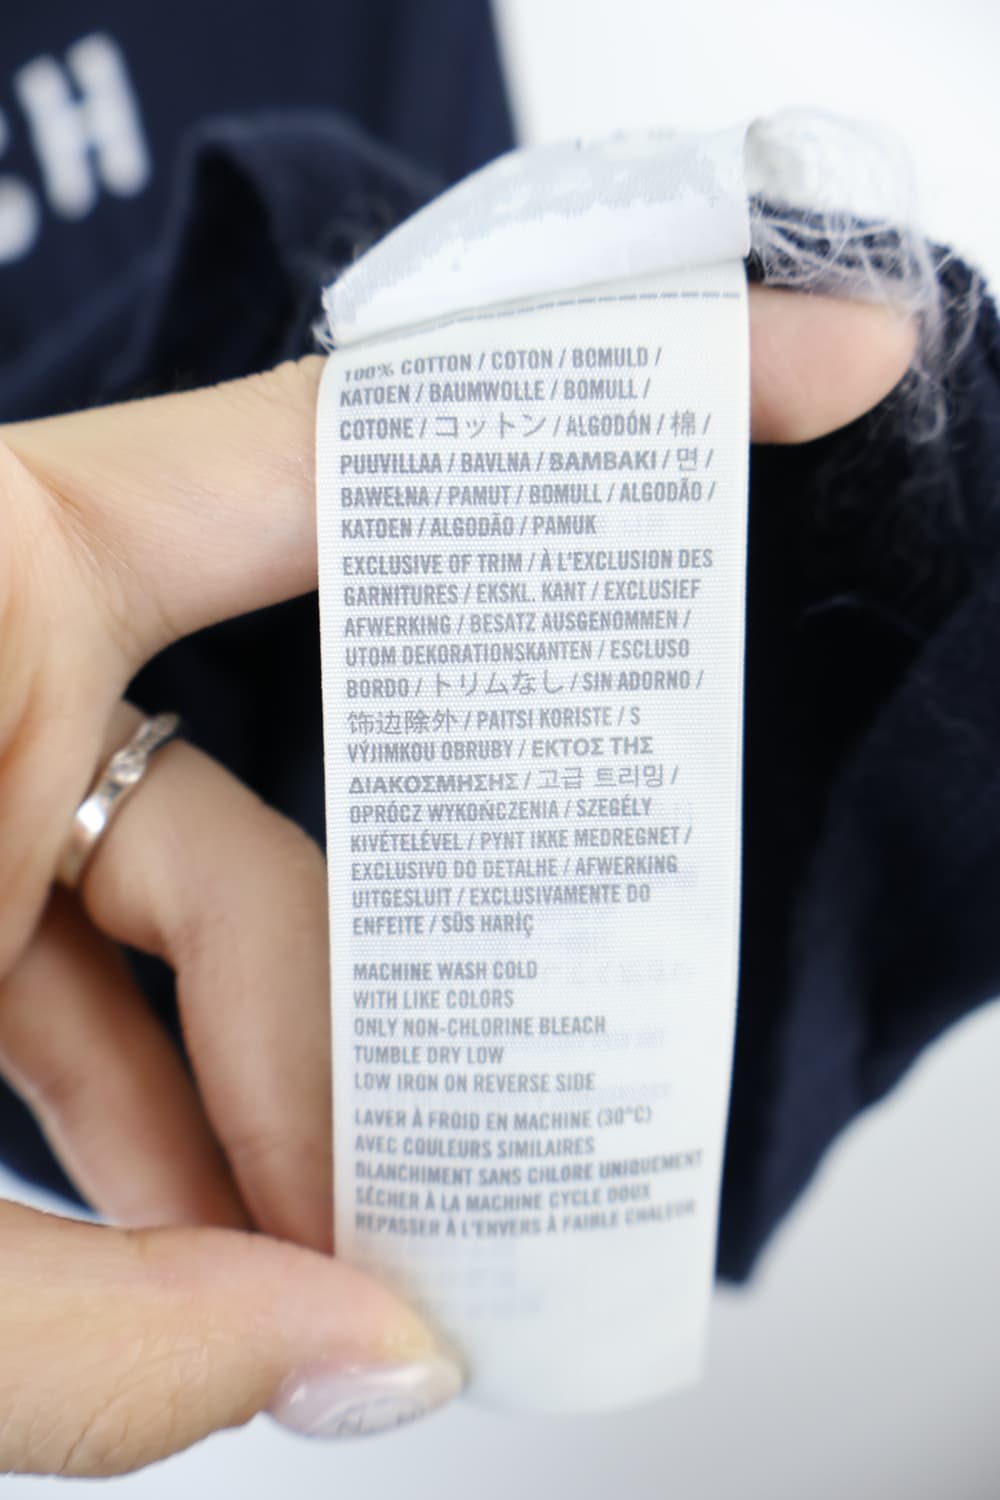 CH
100% COTTON / COTON / BOMULD /
KATOEN / BAUMWOLLE / BOMULL /
COTONE / コットン / ALGODÓN / 棉 /
PUUVILLAA / BAVLNA / BAMBAKI / 면 /
BAWEŁNA / PAMUT / BOMULL / ALGODÃO /
KATOEN / ALGODÃO / PAMUK
EXCLUSIVE OF TRIM / À L'EXCLUSION DES
GARNITURES / EKSKL. KANT / EXCLUSIEF
AFWERKING / BESATZ AUSGENOMMEN /
UTOM DEKORATIONSKANTEN / ESCLUSO
BORDO / トリムなし / SIN ADORNO /
饰边除外 / PAITSI KORISTE / S
VÝJIMKOU OBRUBY / ΕΚΤΟΣ ΤΗΣ
ΔΙΑΚΟΣΜΗΣΗΣ / 고급 트리밍 /
OPRÓCZ WYKOŃCZENIA / SZEGÉLY
KIVÉTELÉVEL / PYNT IKKE MEDREGNET /
EXCLUSIVO DO DETALHE / AFWERKING
UITGESLUIT / EXCLUSIVAMENTE DO
ENFEITE / SÜS HARİÇ
MACHINE WASH COLD
WITH LIKE COLORS
ONLY NON-CHLORINE BLEACH
TUMBLE DRY LOW
LOW IRON ON REVERSE SIDE
LAVER À FROID EN MACHINE (30°C)
AVEC COULEURS SIMILAIRES
BLANCHIMENT SANS CHLORE UNIQUEMENT
SÉCHER À LA MACHINE CYCLE DOUX
REPASSER À L'ENVERS À FAIBLE CHALEUR